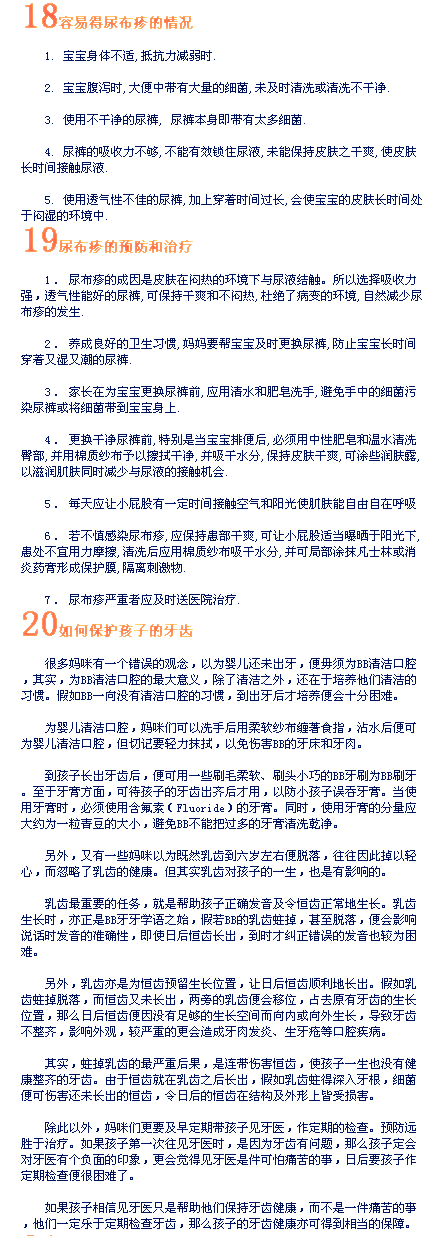 18容易得尿布疹的情况
1. 宝宝身体不适,抵抗力减弱时.
2. 宝宝腹泻时,大便中带有大量的细菌,未及时清洗或清洗不干净.
3. 使用不干净的尿裤, 尿裤本身即带有太多细菌.
4. 尿裤的吸收力不够,不能有效锁住尿液,未能保持皮肤之干爽,使皮肤
长时间接触尿液.
5. 使用透气性不佳的尿裤,加上穿着时间过长,会使宝宝的皮肤长时间处
于闷湿的环境中.
19尿布疹的预防和治疗
1. 尿布疹的成因是皮肤在闷热的环境下与尿液结触。所以选择吸收力
强,透气性能好的尿裤,可保持干爽和不闷热,杜绝了病变的环境,自然减少尿
布疹的发生.
2. 养成良好的卫生习惯,妈妈要帮宝宝及时更换尿裤,防止宝宝长时间
穿着又湿又潮的尿裤.
3. 家长在为宝宝更换尿裤前,应用清水和肥皂洗手,避免手中的细菌污
染尿裤或将细菌带到宝宝身上.
4. 更换干净尿裤前,特别是当宝宝排便后,必须用中性肥皂和温水清洗
臀部,并用棉质纱布予以擦拭干净,并吸干水分,保持皮肤干爽,可涂些润肤露,
以滋润肌肤同时减少与尿液的接触机会.
5. 每天应让小屁股有一定时间接触空气和阳光使肌肤能自由自在呼吸
6. 若不慎感染尿布疹,应保持患部干爽,可让小屁股适当曝晒于阳光下,
患处不宜用力摩擦,清洗后应用棉质纱布吸干水分,并可局部涂抹凡士林或消
炎药膏形成保护膜,隔离刺激物.
7. 尿布疹严重者应及时送医院治疗.
20如何保护孩子的牙齿
很多妈咪有一个错误的观念,以为婴儿还未出牙,便毋须为BB清洁口腔
,其实,为BB清洁口腔的最大意义,除了清洁之外,还在于培养他们清洁的
习惯。假如BB一向没有清洁口腔的习惯,到出牙后才培养便会十分困难。
为婴儿清洁口腔,妈咪们可以洗手后用柔软纱布缠著食指,沾水后便可
为婴儿清洁口腔,但切记要轻力抹拭,以免伤害BB的牙床和牙肉。
到孩子长出牙齿后,便可用一些刷毛柔软、刷头小巧的BB牙刷为BB刷牙
。至于牙膏方面,可待孩子的牙齿出齐后才用,以防小孩子误吞牙膏。当使
用牙膏时,必须使用含氟素(Fluoride)的牙膏。同时,使用牙膏的分量应
大约为一粒青豆的大小,避免BB不能把过多的牙膏清洗乾净。
另外,又有一些妈咪以为既然乳齿到六岁左右便脱落,往往因此掉以轻
心,而忽略了乳齿的健康。但其实乳齿对孩子的一生,也是有影响的。
乳齿最重要的任务,就是帮助孩子正确发音及令恒齿正常地生长。乳齿
生长时,亦正是BB牙牙学语之始,假若BB的乳齿蛀掉,甚至脱落,便会影响
说话时发音的准确性,即使日后恒齿长出,到时才纠正错误的发音也较为困
难。
另外,乳齿亦是为恒齿预留生长位置,让日后恒齿顺利地长出。假如乳
齿蛀掉脱落,而恒齿又未长出,两旁的乳齿便会移位,占去原有牙齿的生长
位置,那么日后恒齿便因没有足够的生长空间而向内或向外生长,导致牙齿
不整齐,影响外观,较严重的更会造成牙肉发炎、生牙疮等口腔疾病。
其实,蛀掉乳齿的最严重后果,是连带伤害恒齿,使孩子一生也没有健
康整齐的牙齿。由于恒齿就在乳齿之后长出,假如乳齿蛀得深入牙根,细菌
便可伤害还未长出的恒齿,令日后的恒齿在结构及外形上皆受损害。
除此以外,妈咪们更要及早定期带孩子见牙医,作定期的检查。预防远
胜于治疗。如果孩子第一次往见牙医时,是因为牙齿有问题,那么孩子定会
对牙医有个负面的印象,更会觉得见牙医是件可怕痛苦的事,日后要孩子作
定期检查便很困难了。
如果孩子相信见牙医只是帮助他们保持牙齿健康,而不是一件痛苦的事
,他们一定乐于定期检查牙齿,那么孩子的牙齿健康亦可得到相当的保障。